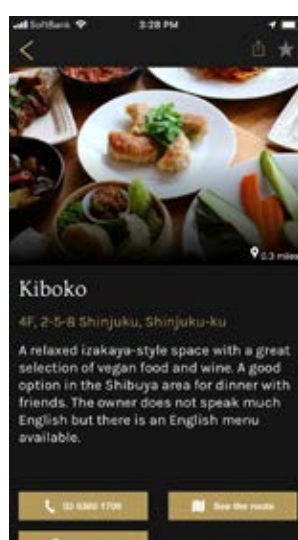 SoftBank 3:28 PM
0.3 miles
Kiboko
4F, 2-5-8 Shinjuku, Shinjuku-ku
A relaxed izakaya-style space with a great
selection of vegan food and wine. A good
option in the Shibuya area for dinner with
friends. The owner does not speak much
English but there is an English menu
available.
See the route